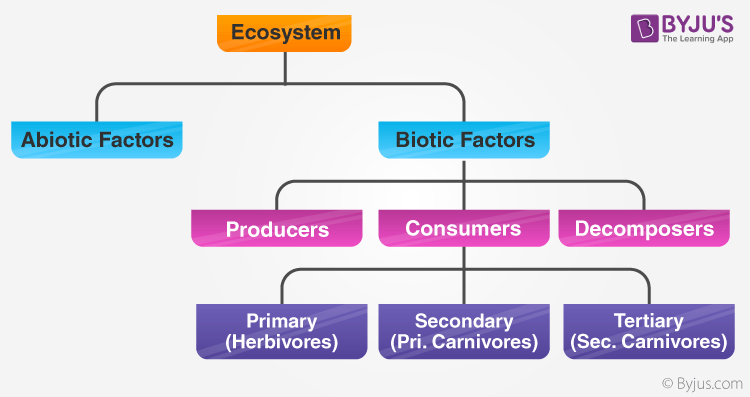 Ecosystem
BYJU'S
The Learning App
Abiotic Factors
Biotic Factors
Producers
Consumers
Decomposers
Primary
(Herbivores)
Secondary
(Pri. Carnivores)
Tertiary
(Sec. Carnivores)
© Byjus.com